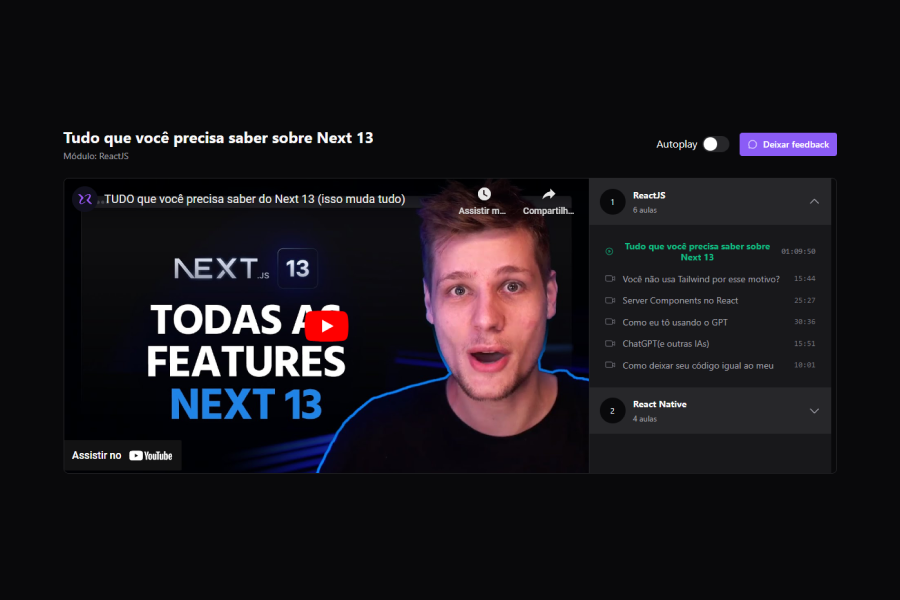 Tudo que você precisa saber sobre Next 13
Módulo: ReactJS
Autoplay
Deixar feedback
TUDO que você precisa saber do Next 13 (isso muda tudo)
Assistir m...
Compartilh...
NEXT.JS 13
TODAS AS
FEATURES
NEXT 13
Assistir no YouTube
1
ReactJS
6 aulas
Tudo que você precisa saber sobre
Next 13
01:09:50
Você não usa Tailwind por esse motivo? 15:44
Server Components no React 25:27
Como eu tô usando o GPT 30:36
ChatGPT(e outras IAs) 15:51
Como deixar seu código igual ao meu 18:01
2
React Native
4 aulas